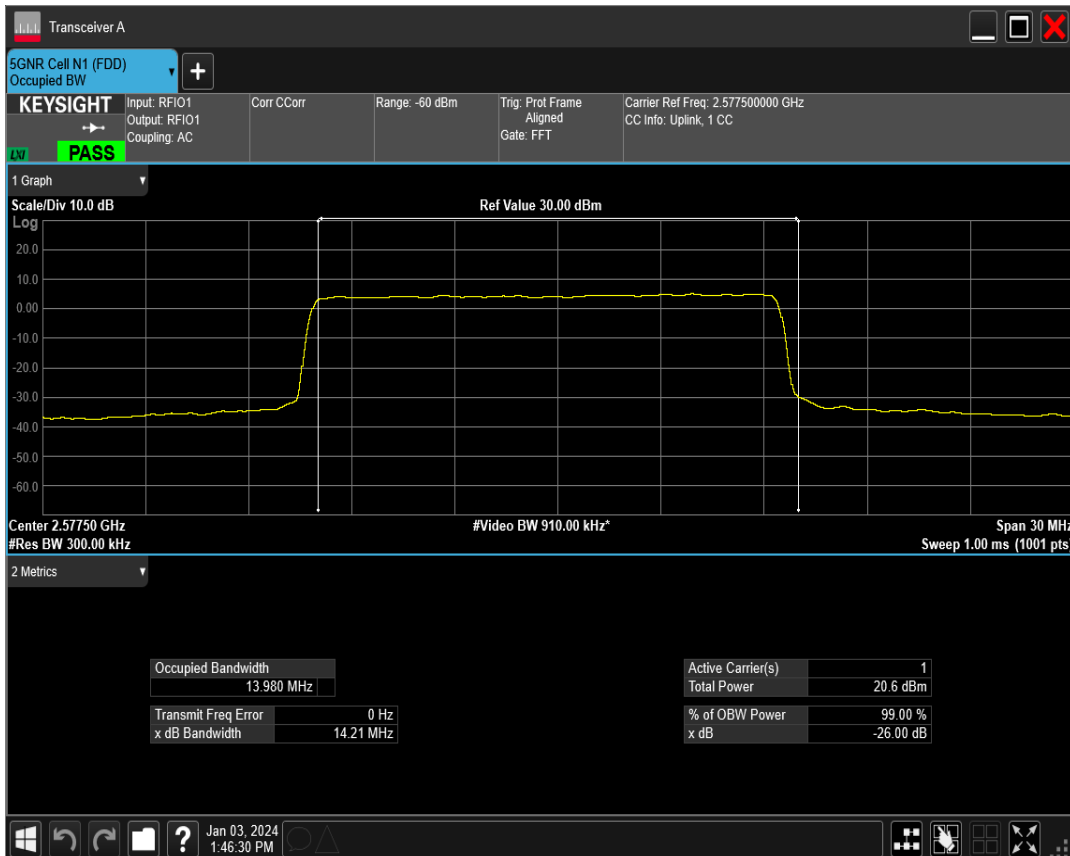 Transceiver A
5GNR Cell N1 (FDD)
Occupied BW
+
KEYSIGHT
LXI
PASS
Input: RFIO1
Output: RFIO1
Coupling: AC
Corr CCorr
Range: -60 dBm
Trig: Prot Frame
Aligned
Gate: FFT
Carrier Ref Freq: 2.577500000 GHz
CC Info: Uplink, 1 CC
1 Graph
Scale/Div 10.0 dB
Ref Value 30.00 dBm
Log
20.0
10.0
0.00
-10.0
-20.0
-30.0
-40.0
-50.0
-60.0
Center 2.57750 GHz
#Video BW 910.00 kHz*
Span 30 MHz
#Res BW 300.00 kHz
Sweep 1.00 ms (1001 pts)
2 Metrics
Occupied Bandwidth
13.980 MHz
Transmit Freq Error 0 Hz
x dB Bandwidth 14.21 MHz
Active Carrier(s) 1
Total Power 20.6 dBm
% of OBW Power 99.00 %
x dB -26.00 dB
?
Jan 03, 2024
1:46:30 PM